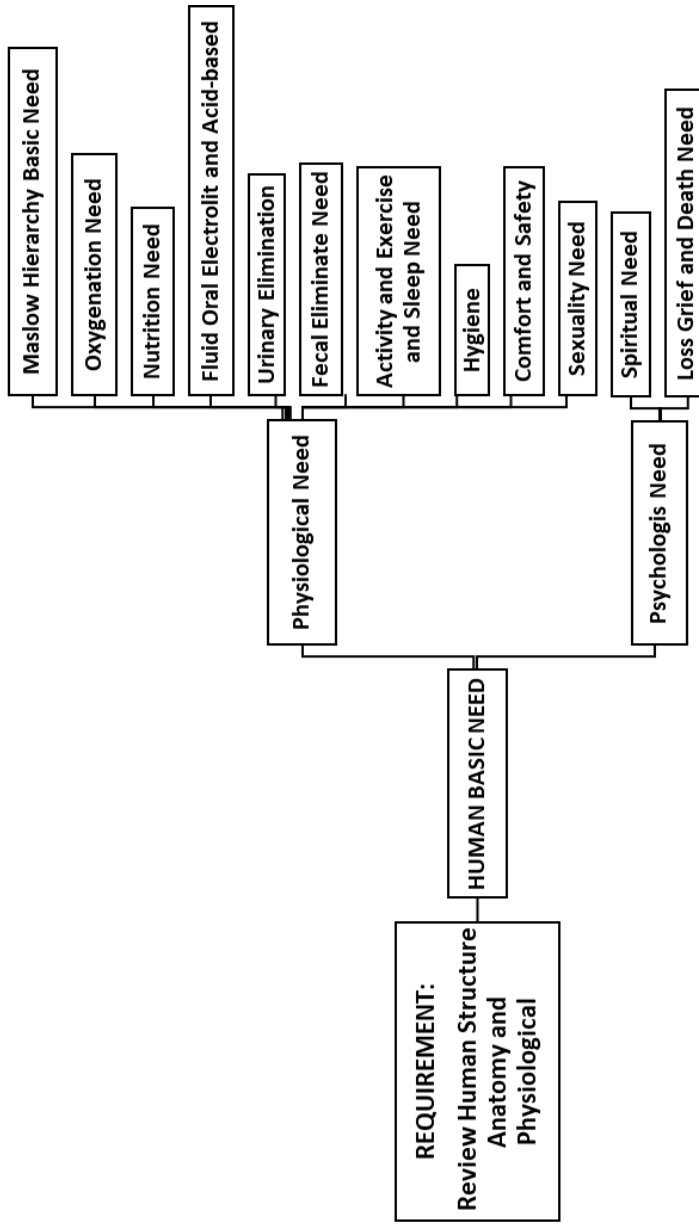 REQUIREMENT:
Review Human Structure
Anatomy and
Physiological
HUMAN BASIC NEED
Physiological Need
Maslow Hierarchy Basic Need
Oxygenation Need
Nutrition Need
Fluid Oral Electrolit and Acid-based
Urinary Elimination
Fecal Eliminate Need
Activity and Exercise
and Sleep Need
Hygiene
Comfort and Safety
Sexuality Need
Psychologis Need
Spiritual Need
Loss Grief and Death Need